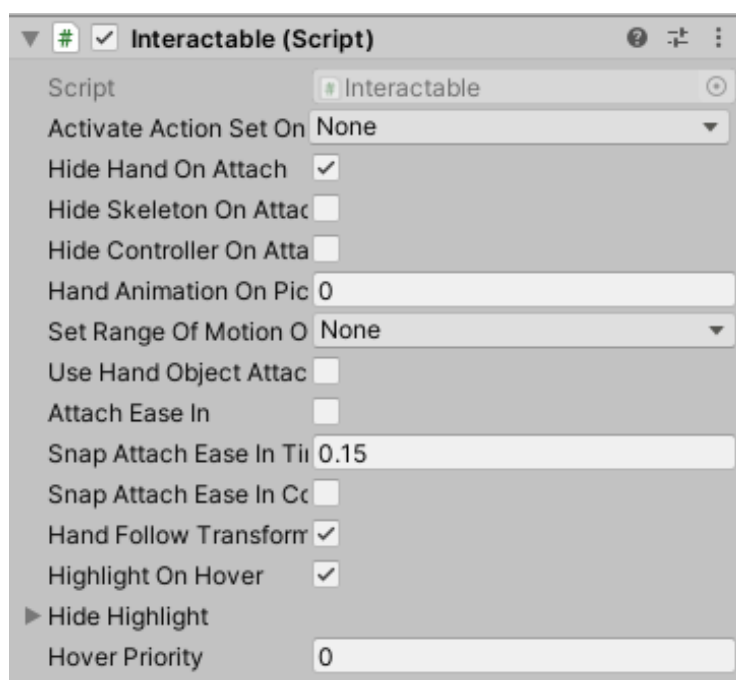 # Interactable (Script)
Script # Interactable
Activate Action Set On None
Hide Hand On Attach
Hide Skeleton On Attac
Hide Controller On Atta
Hand Animation On Pic 0
Set Range Of Motion O None
Use Hand Object Attac
Attach Ease In
Snap Attach Ease In Ti 0.15
Snap Attach Ease In Co
Hand Follow Transform
Highlight On Hover
Hide Highlight
Hover Priority 0